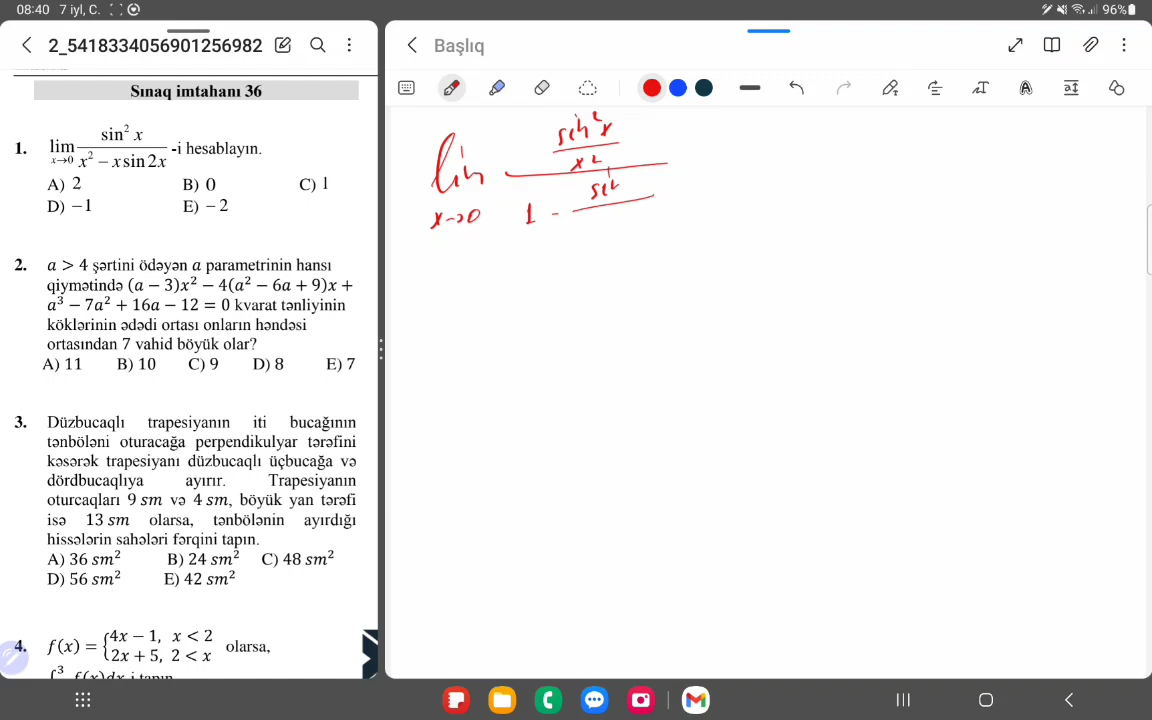 08:40 7 iyl, C. 96%
2_5418334056901256982
Başlıq
Sınaq imtahanı 36
1. lim x→0 sin² x / x² − x sin 2x -i hesablayın.
A) 2 B) 0 C) 1
D) −1 E) −2
2. a > 4 şərtini ödəyən a parametrinin hansı
qiymətində (a − 3)x² − 4(a² − 6a + 9)x +
a³ − 7a² + 16a − 12 = 0 kvarat tənliyinin
köklərinin ədədi ortası onların həndəsi
ortasından 7 vahid böyük olar?
A) 11 B) 10 C) 9 D) 8 E) 7
3. Düzbucaqlı trapesiyanın iti bucağının
tənböləni oturacağa perpendikulyar tərəfini
kəsərək trapesiyanı düzbucaqlı üçbucağa və
dördbucaqlıya ayırır. Trapesiyanın
oturcaqları 9 sm və 4 sm, böyük yan tərəfi
isə 13 sm olarsa, tənbölənin ayırdığı
hissələrin sahələri fərqini tapın.
A) 36 sm² B) 24 sm² C) 48 sm²
D) 56 sm² E) 42 sm²
4. f(x) = { 4x − 1, x < 2
2x + 5, 2 < x olarsa,
∫³ f(x)dx-i tapın
sin²x
x²
lim
x→0
1 -